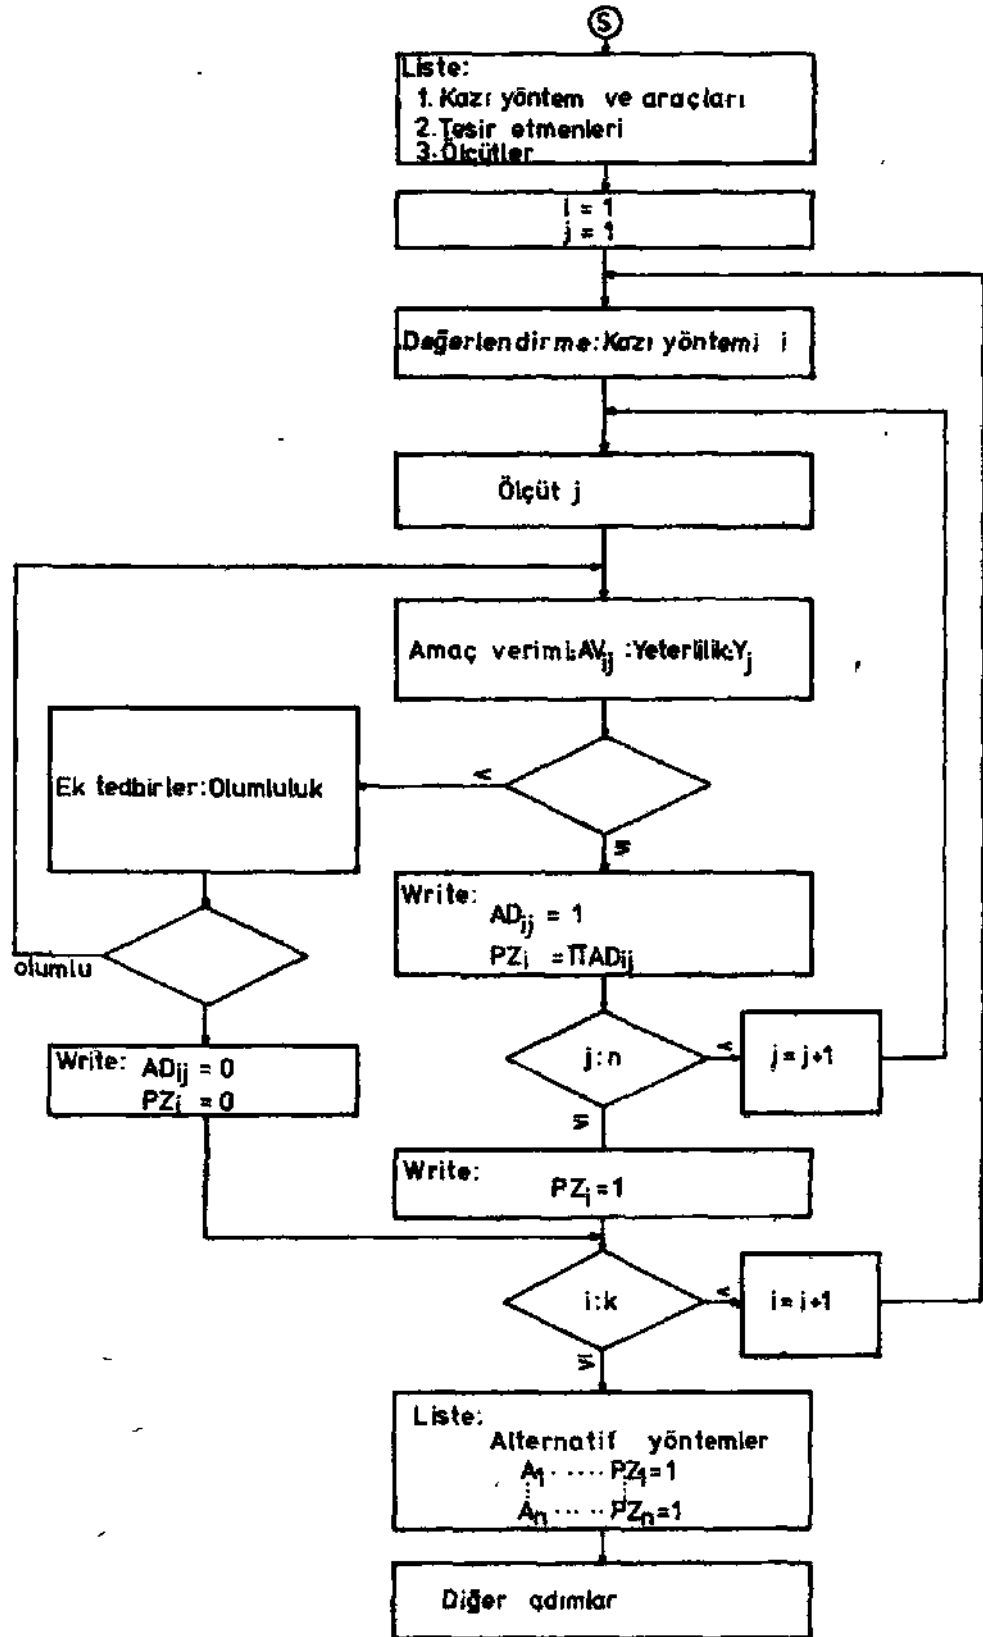 S
Liste:
1. Kazı yöntem ve araçları
2. Tesir etmenleri
3. Ölçütler
i = 1
j = 1
Değerlendirme: Kazı yöntemi i
Ölçüt j
Amaç verimi: AVij : Yeterlilik: Yj
<
Ek tedbirler: Olumluluk
≥
Write:
ADij = 1
PZi = ΠADij
olumlu
Write: ADij = 0
PZi = 0
j:n
<
j = j+1
≥
Write:
PZi = 1
i:k
<
i = i+1
≥
Liste:
Alternatif yöntemler
A1 ..... PZ1=1
An ..... PZn=1
Diğer adımlar